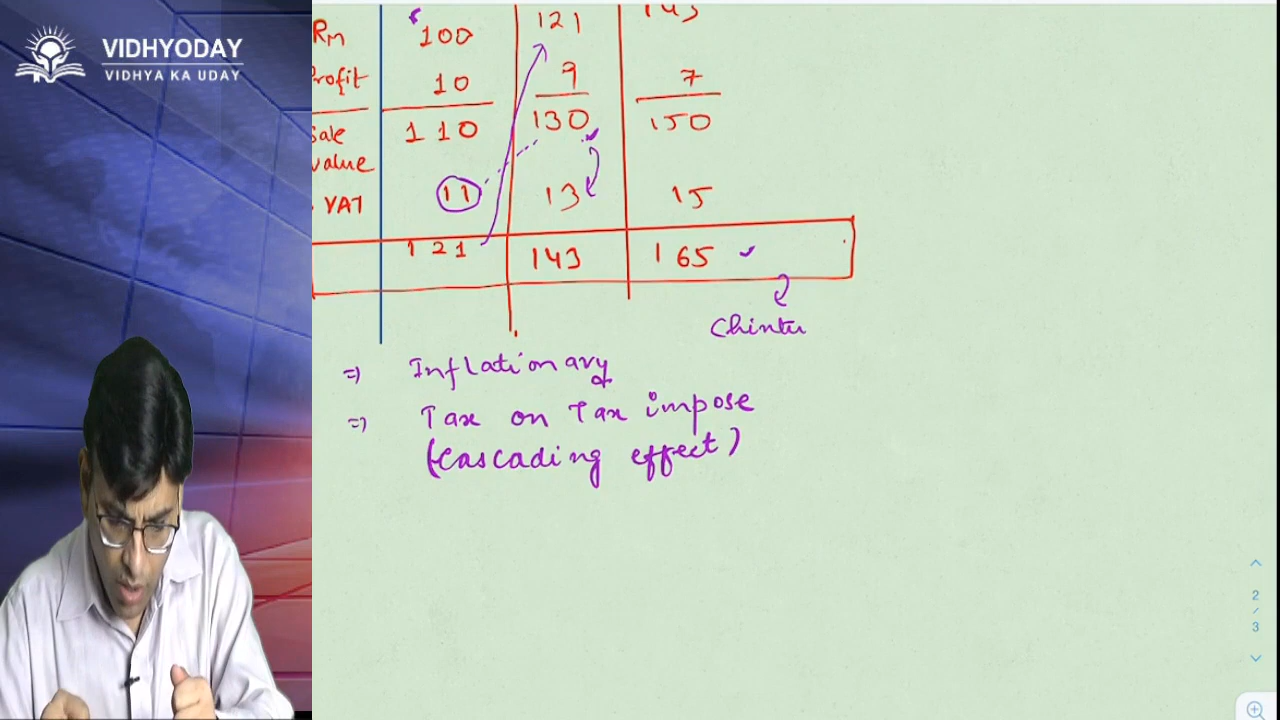 VIDHYODAY
VIDHYA KA UDAY
RM 100 121 143
Profit 10 9 7
Sale value 110 130 150
VAT 11 13 15
121 143 165
Chintu
=) Inflationary
=) Tax on Tax impose
(Cascading effect)
2
/
3